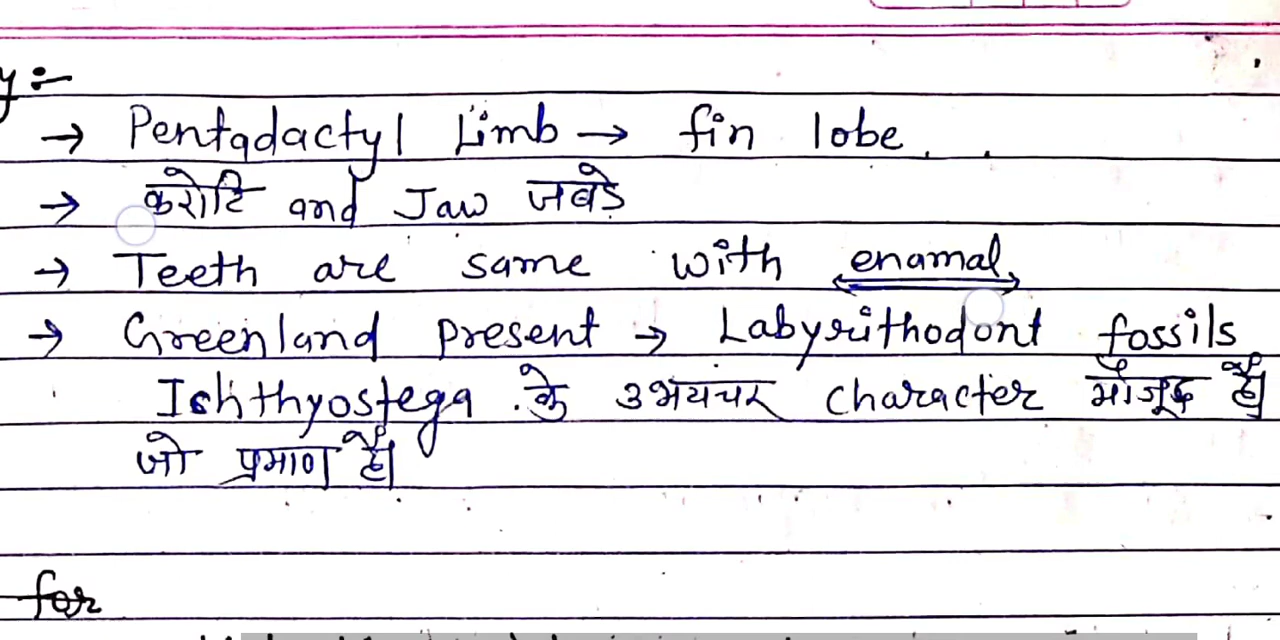 y :-
→ Pentadactyl Limb → fin lobe
→ करोटि and Jaw जबड़े
→ Teeth are same with enamal
→ Greenland present → Labyrithodont fossils
Ishthyostega के उभयचर character मौजूद हैं
जो प्रमाण हैं।
for